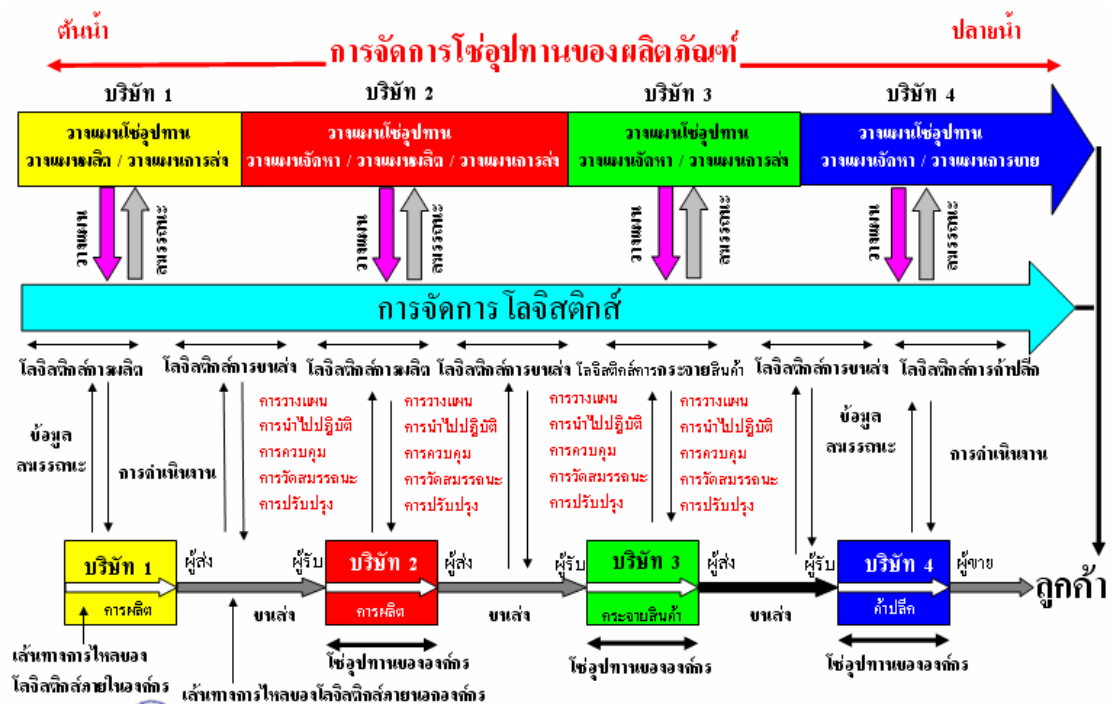 ต้นน้ำ
ปลายน้ำ
การจัดการโซ่อุปทานของผลิตภัณฑ์
บริษัท 1
บริษัท 2
บริษัท 3
บริษัท 4
วางแผนโซ่อุปทาน
วางแผนผลิต / วางแผนการส่ง
วางแผนโซ่อุปทาน
วางแผนจัดหา / วางแผนผลิต / วางแผนการส่ง
วางแผนโซ่อุปทาน
วางแผนจัดหา / วางแผนการส่ง
วางแผนโซ่อุปทาน
วางแผนจัดหา / วางแผนการขาย
วางแผน
สมรรถนะ
วางแผน
สมรรถนะ
วางแผน
สมรรถนะ
วางแผน
สมรรถนะ
การจัดการ โลจิสติกส์
โลจิสติกส์การผลิต
โลจิสติกส์การขนส่ง
โลจิสติกส์การผลิต
โลจิสติกส์การขนส่ง
โลจิสติกส์การกระจายสินค้า
โลจิสติกส์การขนส่ง
โลจิสติกส์การค้าปลีก
ข้อมูล
สมรรถนะ
การดำเนินงาน
การวางแผน
การนำไปปฏิบัติ
การควบคุม
การวัดสมรรถนะ
การปรับปรุง
การวางแผน
การนำไปปฏิบัติ
การควบคุม
การวัดสมรรถนะ
การปรับปรุง
การวางแผน
การนำไปปฏิบัติ
การควบคุม
การวัดสมรรถนะ
การปรับปรุง
การวางแผน
การนำไปปฏิบัติ
การควบคุม
การวัดสมรรถนะ
การปรับปรุง
ข้อมูล
สมรรถนะ
การดำเนินงาน
บริษัท 1
การผลิต
ผู้ส่ง
ผู้รับ
ขนส่ง
บริษัท 2
การผลิต
ผู้ส่ง
ผู้รับ
ขนส่ง
บริษัท 3
กระจายสินค้า
ผู้ส่ง
ผู้รับ
ขนส่ง
บริษัท 4
ค้าปลีก
ผู้ขาย
ลูกค้า
โซ่อุปทานขององค์กร
โซ่อุปทานขององค์กร
โซ่อุปทานขององค์กร
เส้นทางการไหลของ
โลจิสติกส์ภายในองค์กร
เส้นทางการไหลของโลจิสติกส์ภายนอกองค์กร